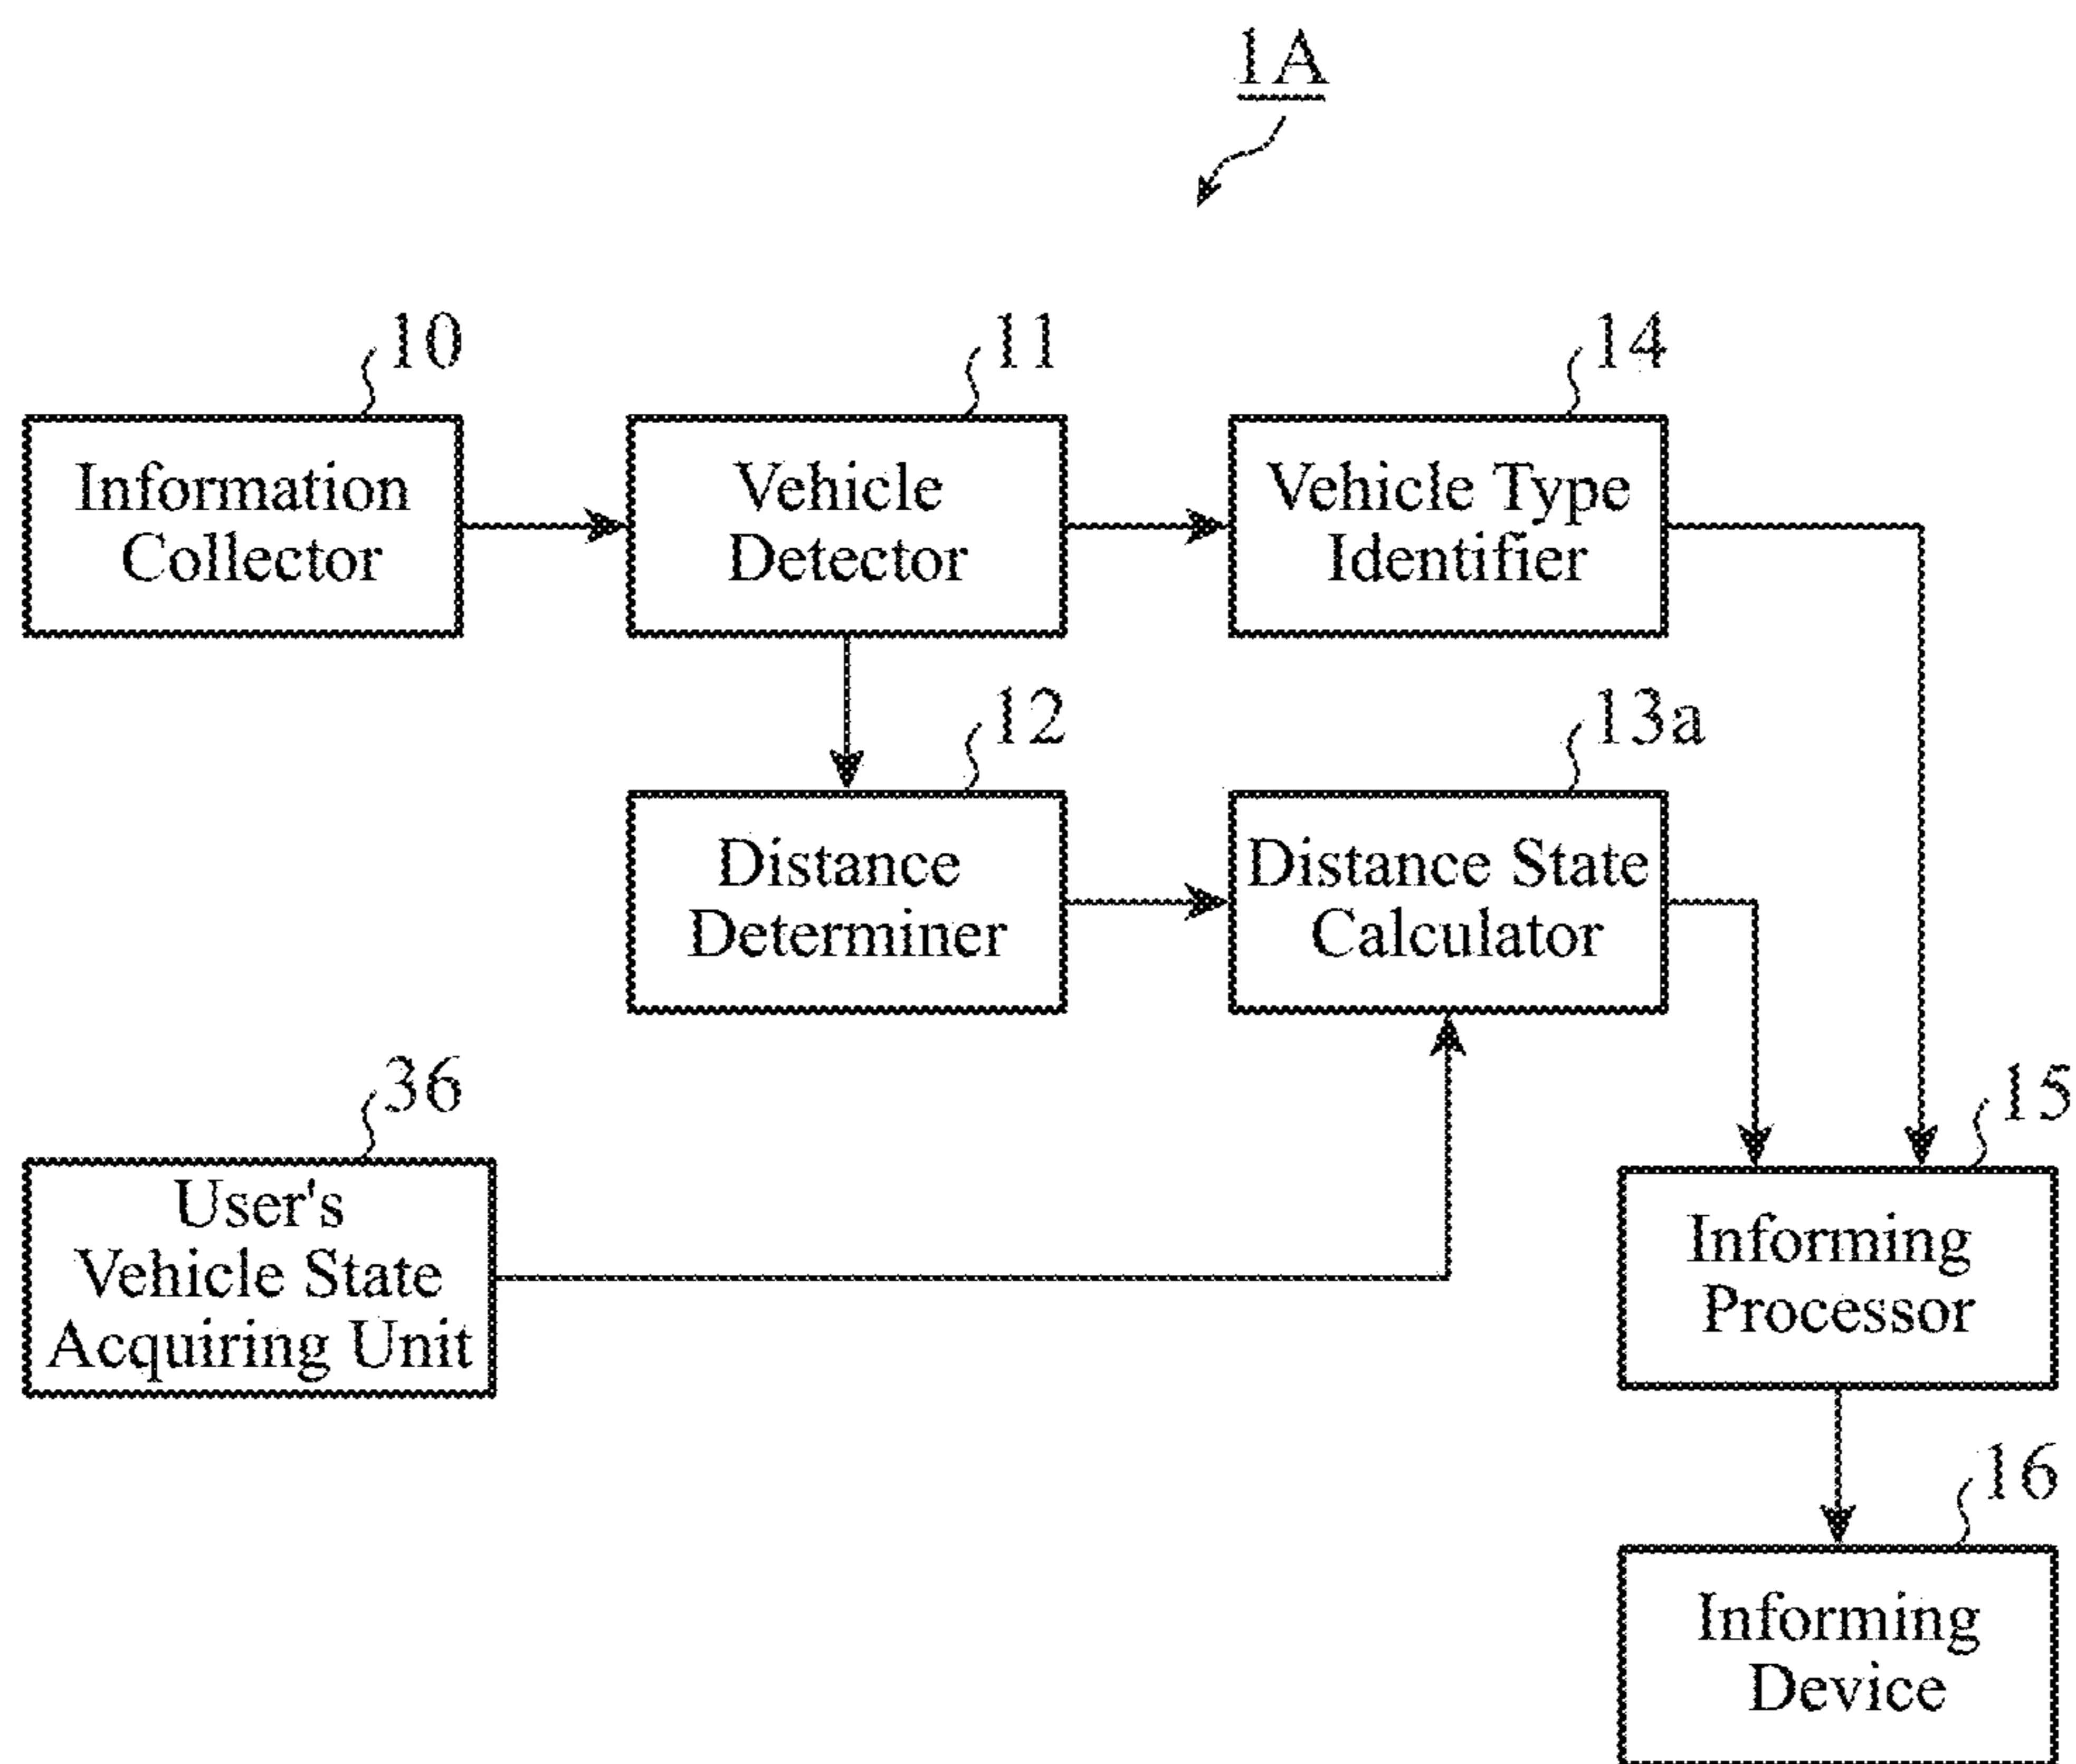 1A
10
11
14
Information
Collector
Vehicle
Detector
Vehicle Type
Identifier
12
13a
Distance
Determiner
Distance State
Calculator
36
15
User's
Vehicle State
Acquiring Unit
Informing
Processor
16
Informing
Device